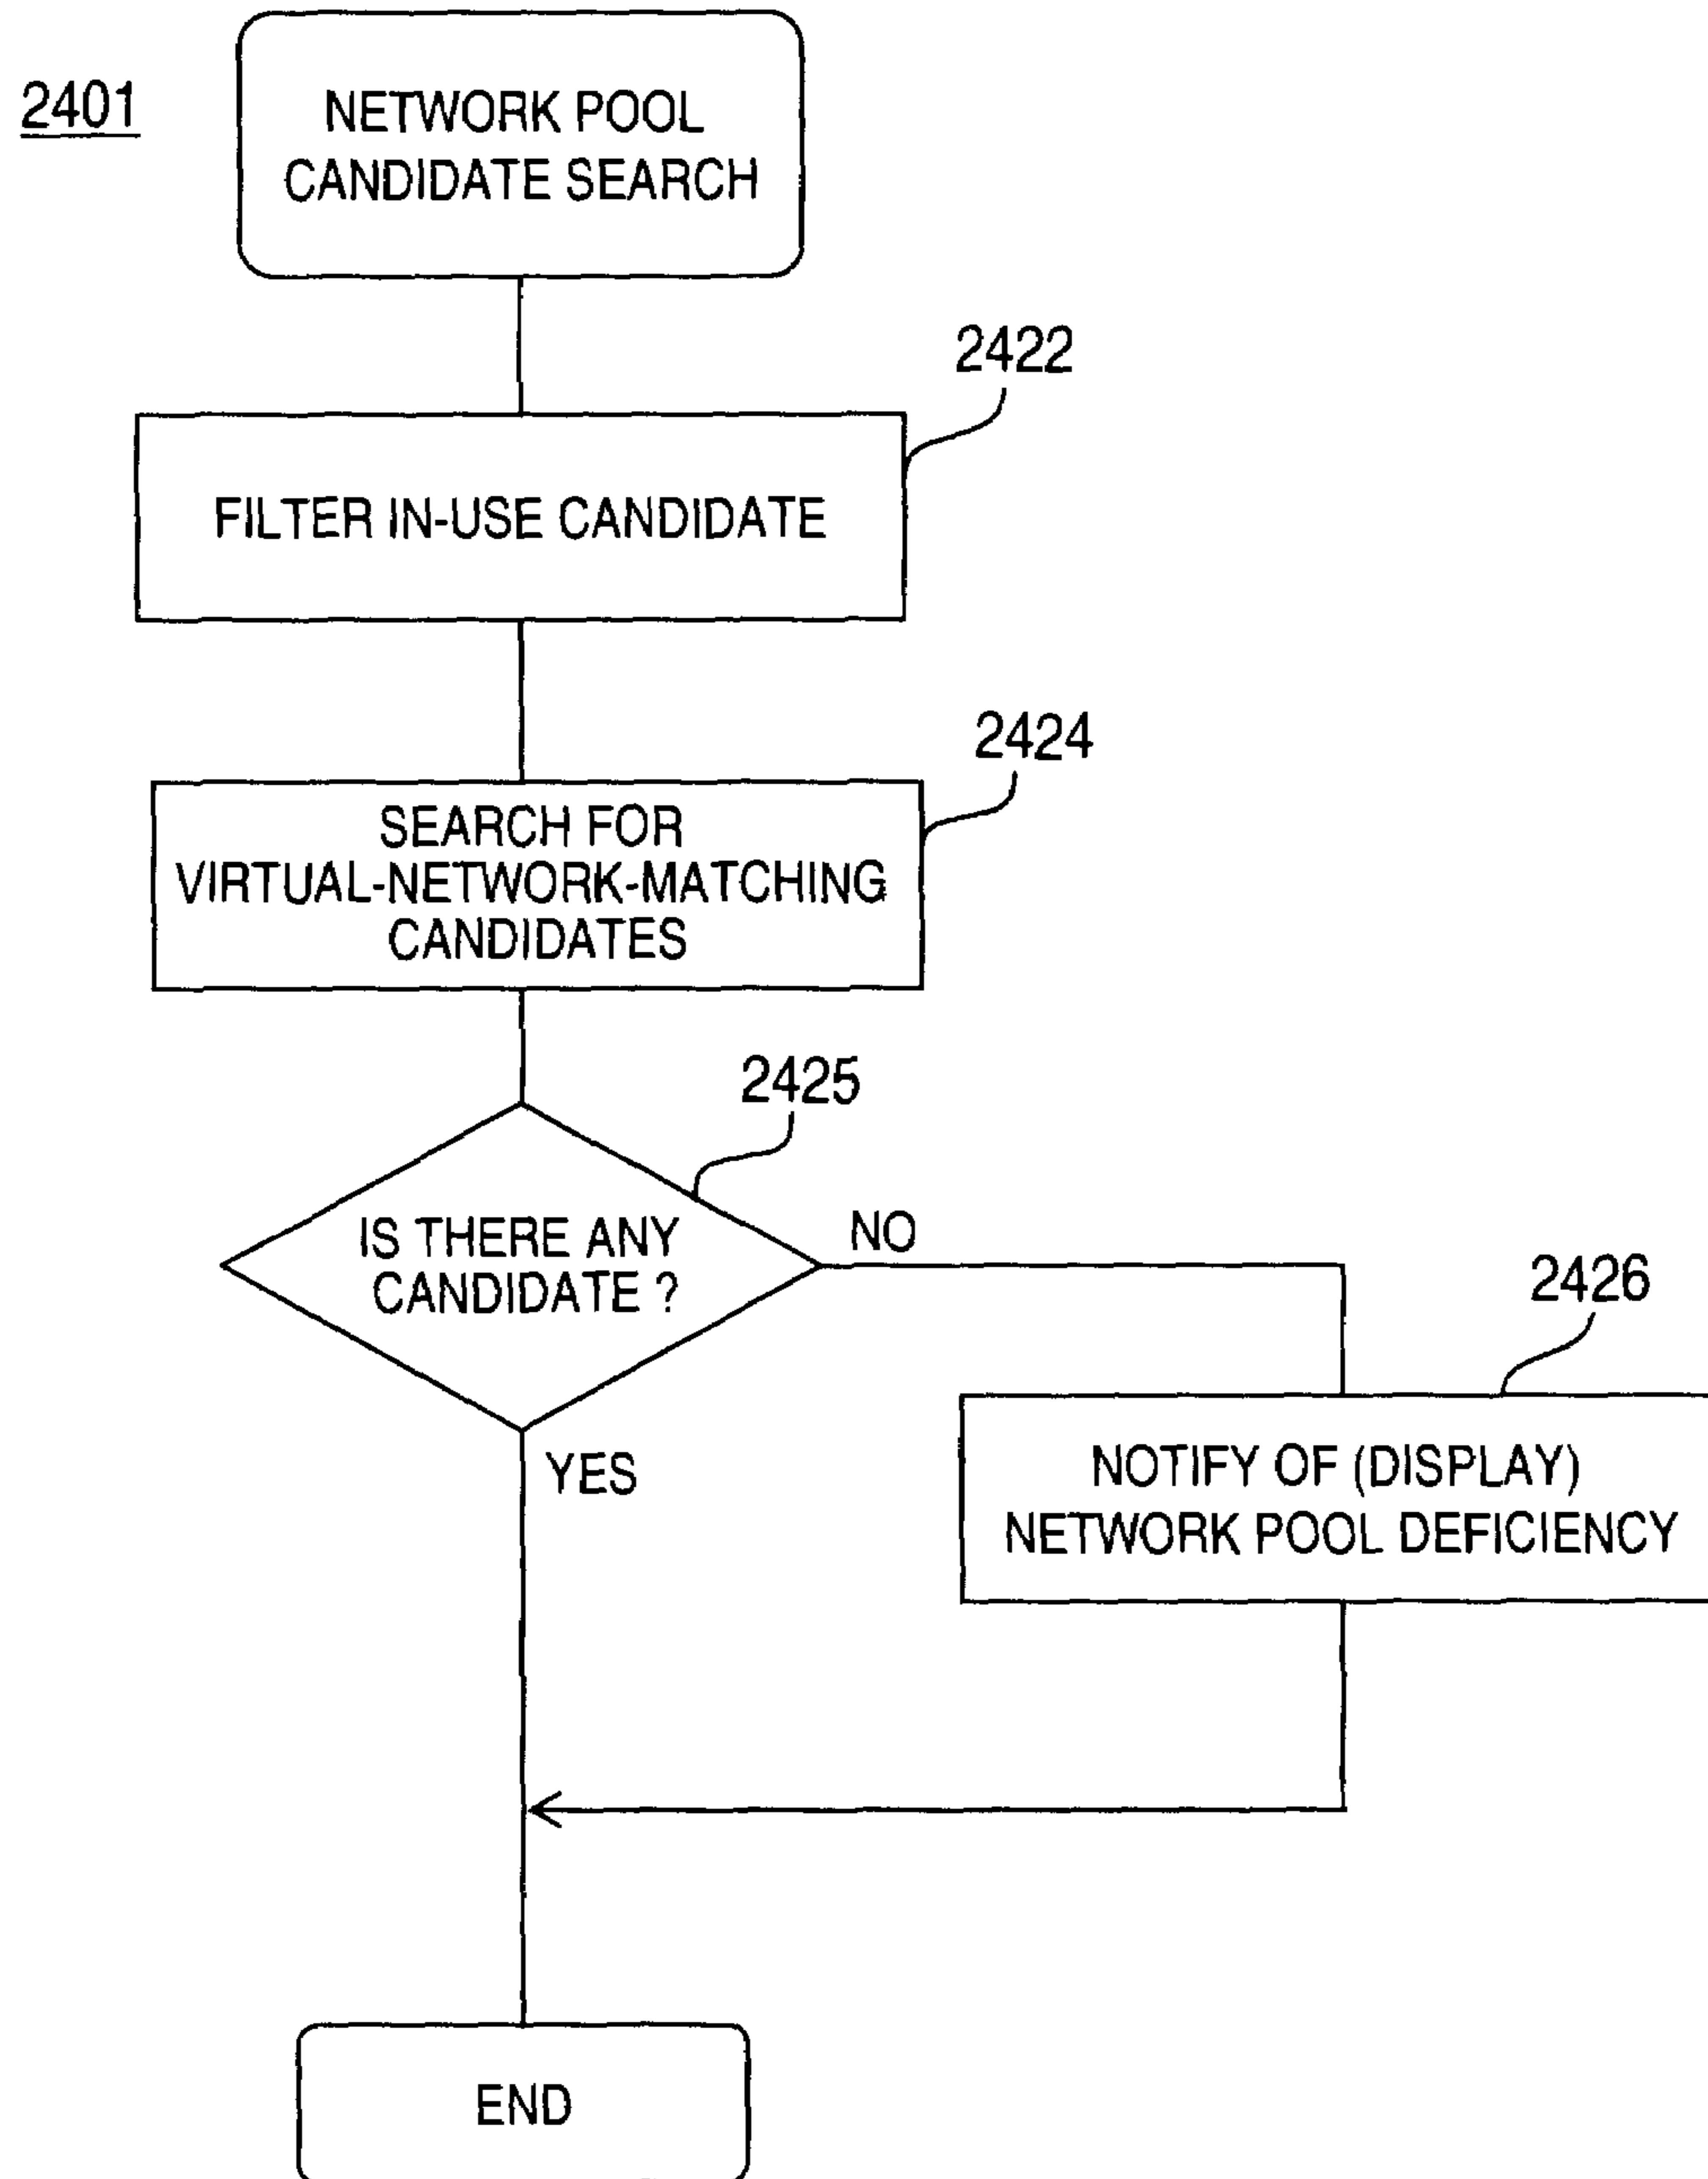 2401
NETWORK POOL
CANDIDATE SEARCH
2422
FILTER IN-USE CANDIDATE
2424
SEARCH FOR
VIRTUAL-NETWORK-MATCHING
CANDIDATES
2425
IS THERE ANY
CANDIDATE ?
NO
2426
YES
NOTIFY OF (DISPLAY)
NETWORK POOL DEFICIENCY
END